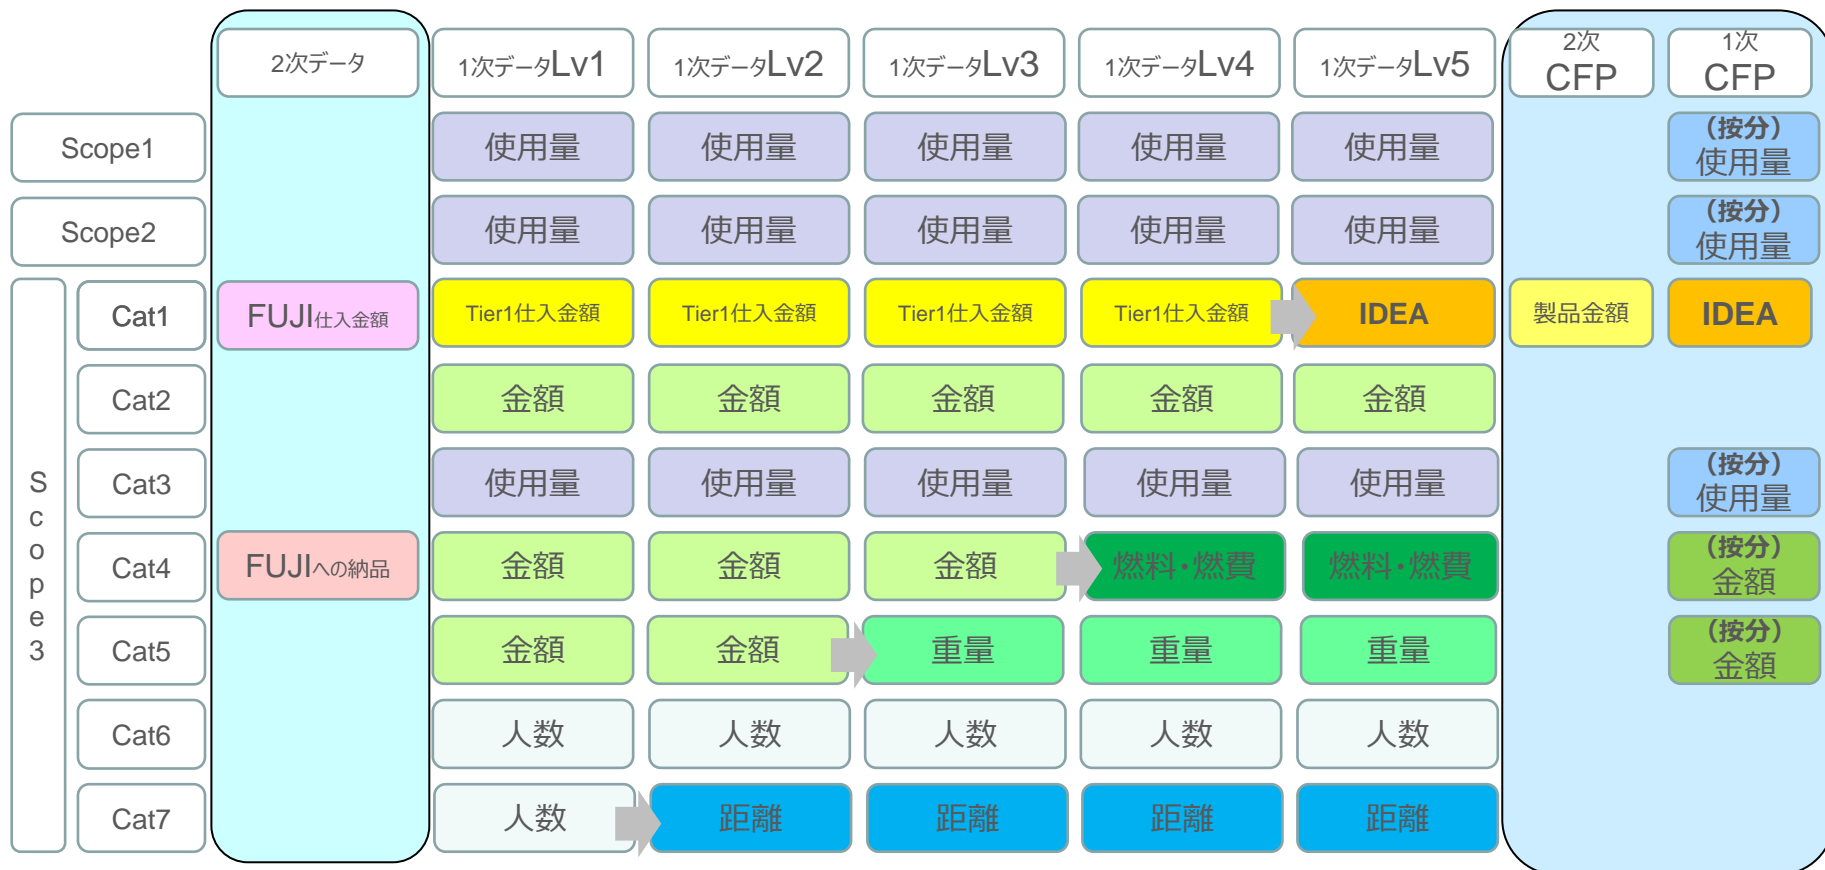 2次データ
1次データLv1
1次データLv2
1次データLv3
1次データLv4
1次データLv5
2次
CFP
1次
CFP
Scope1
使用量
使用量
使用量
使用量
使用量
(按分)
使用量
Scope2
使用量
使用量
使用量
使用量
使用量
(按分)
使用量
Scope3
Cat1
FUJI仕入金額
Tier1仕入金額
Tier1仕入金額
Tier1仕入金額
Tier1仕入金額
IDEA
製品金額
IDEA
Cat2
金額
金額
金額
金額
金額
Cat3
使用量
使用量
使用量
使用量
使用量
(按分)
使用量
Cat4
FUJIへの納品
金額
金額
金額
燃料・燃費
燃料・燃費
(按分)
金額
Cat5
金額
金額
重量
重量
重量
(按分)
金額
Cat6
人数
人数
人数
人数
人数
Cat7
人数
距離
距離
距離
距離